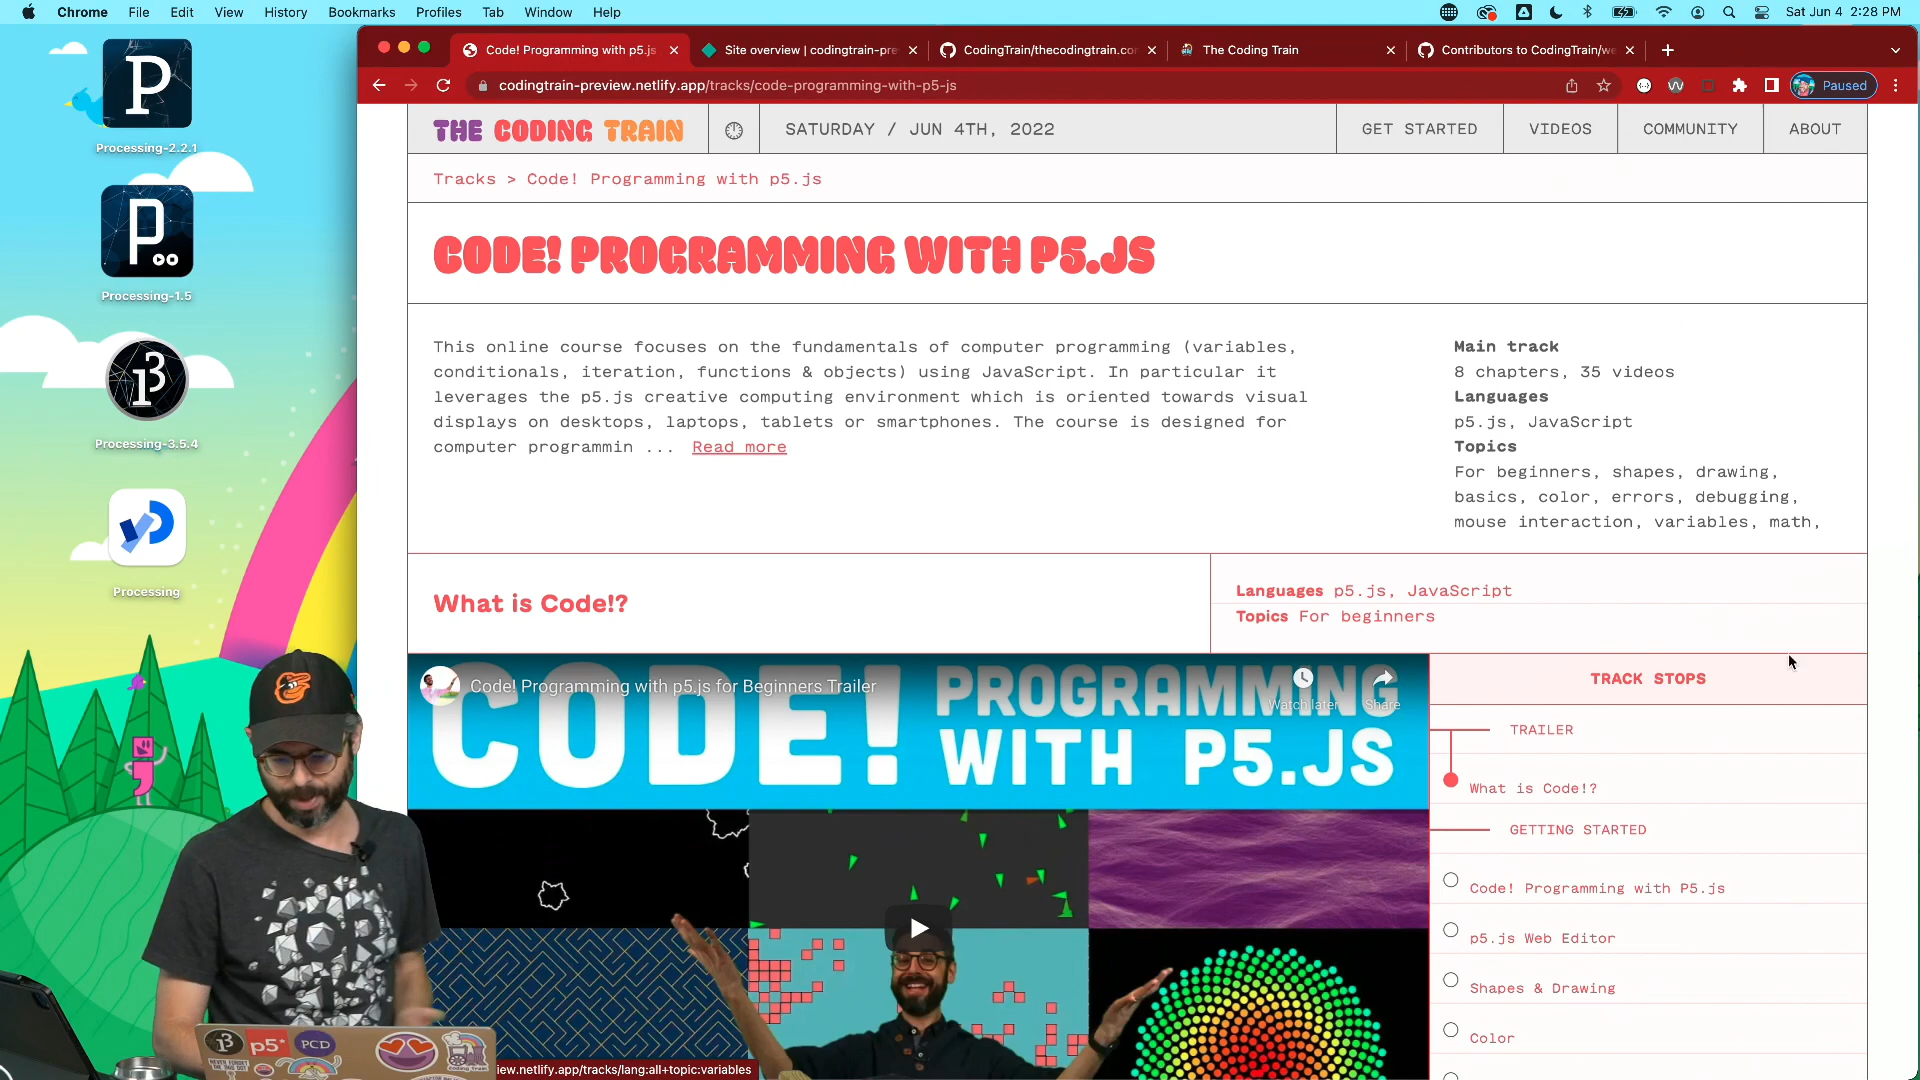 Chrome File Edit View History Bookmarks Profiles Tab Window Help
Sat Jun 4 2:28 PM
Code! Programming with p5.js
Site overview | codingtrain-pre
CodingTrain/thecodingtrain.co
The Coding Train
Contributors to CodingTrain/we
codingtrain-preview.netlify.app/tracks/code-programming-with-p5-js
Paused
Processing-2.2.1
Processing-1.5
Processing-3.5.4
Processing
THE CODING TRAIN
SATURDAY / JUN 4TH, 2022
GET STARTED
VIDEOS
COMMUNITY
ABOUT
Tracks > Code! Programming with p5.js
CODE! PROGRAMMING WITH P5.JS
This online course focuses on the fundamentals of computer programming (variables,
conditionals, iteration, functions & objects) using JavaScript. In particular it
leverages the p5.js creative computing environment which is oriented towards visual
displays on desktops, laptops, tablets or smartphones. The course is designed for
computer programmin ... Read more
Main track
8 chapters, 35 videos
Languages
p5.js, JavaScript
Topics
For beginners, shapes, drawing,
basics, color, errors, debugging,
mouse interaction, variables, math,
What is Code!?
Languages p5.js, JavaScript
Topics For beginners
Code! Programming with p5.js for Beginners Trailer
Watch later
Share
CODE!
PROGRAMMING
WITH P5.JS
TRACK STOPS
TRAILER
What is Code!?
GETTING STARTED
Code! Programming with P5.js
p5.js Web Editor
Shapes & Drawing
Color
p5*
PCD
iew.netlify.app/tracks/lang:all+topic:variables